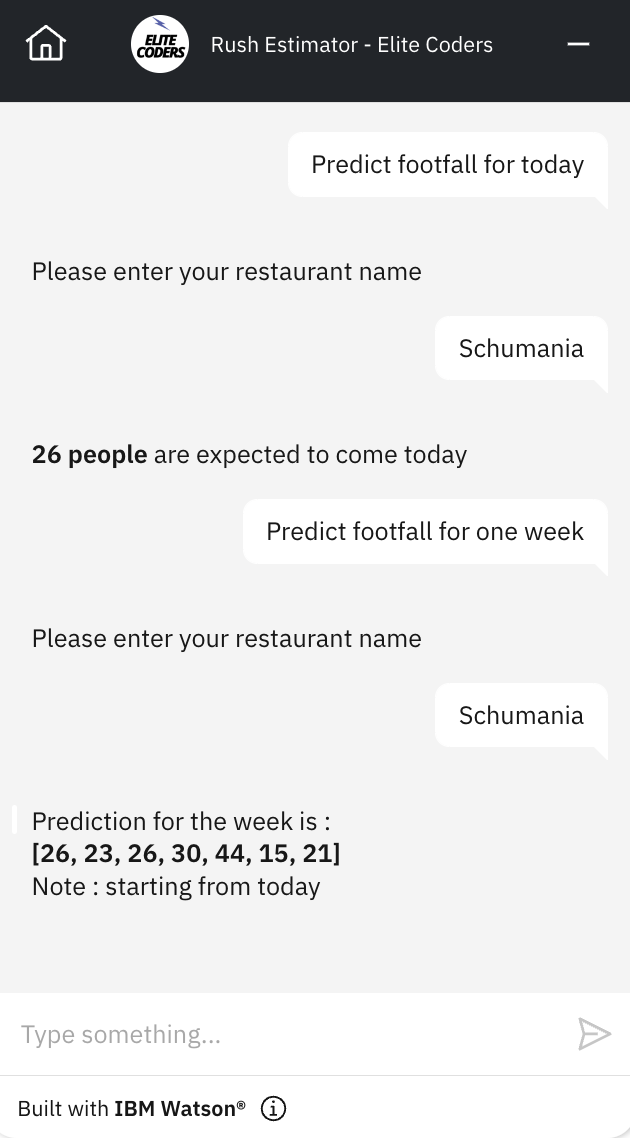 ELITE
CODERS
Rush Estimator - Elite Coders
Predict footfall for today
Please enter your restaurant name
Schumania
26 people are expected to come today
Predict footfall for one week
Please enter your restaurant name
Schumania
Prediction for the week is :
[26, 23, 26, 30, 44, 15, 21]
Note : starting from today
Type something...
Built with IBM Watson®